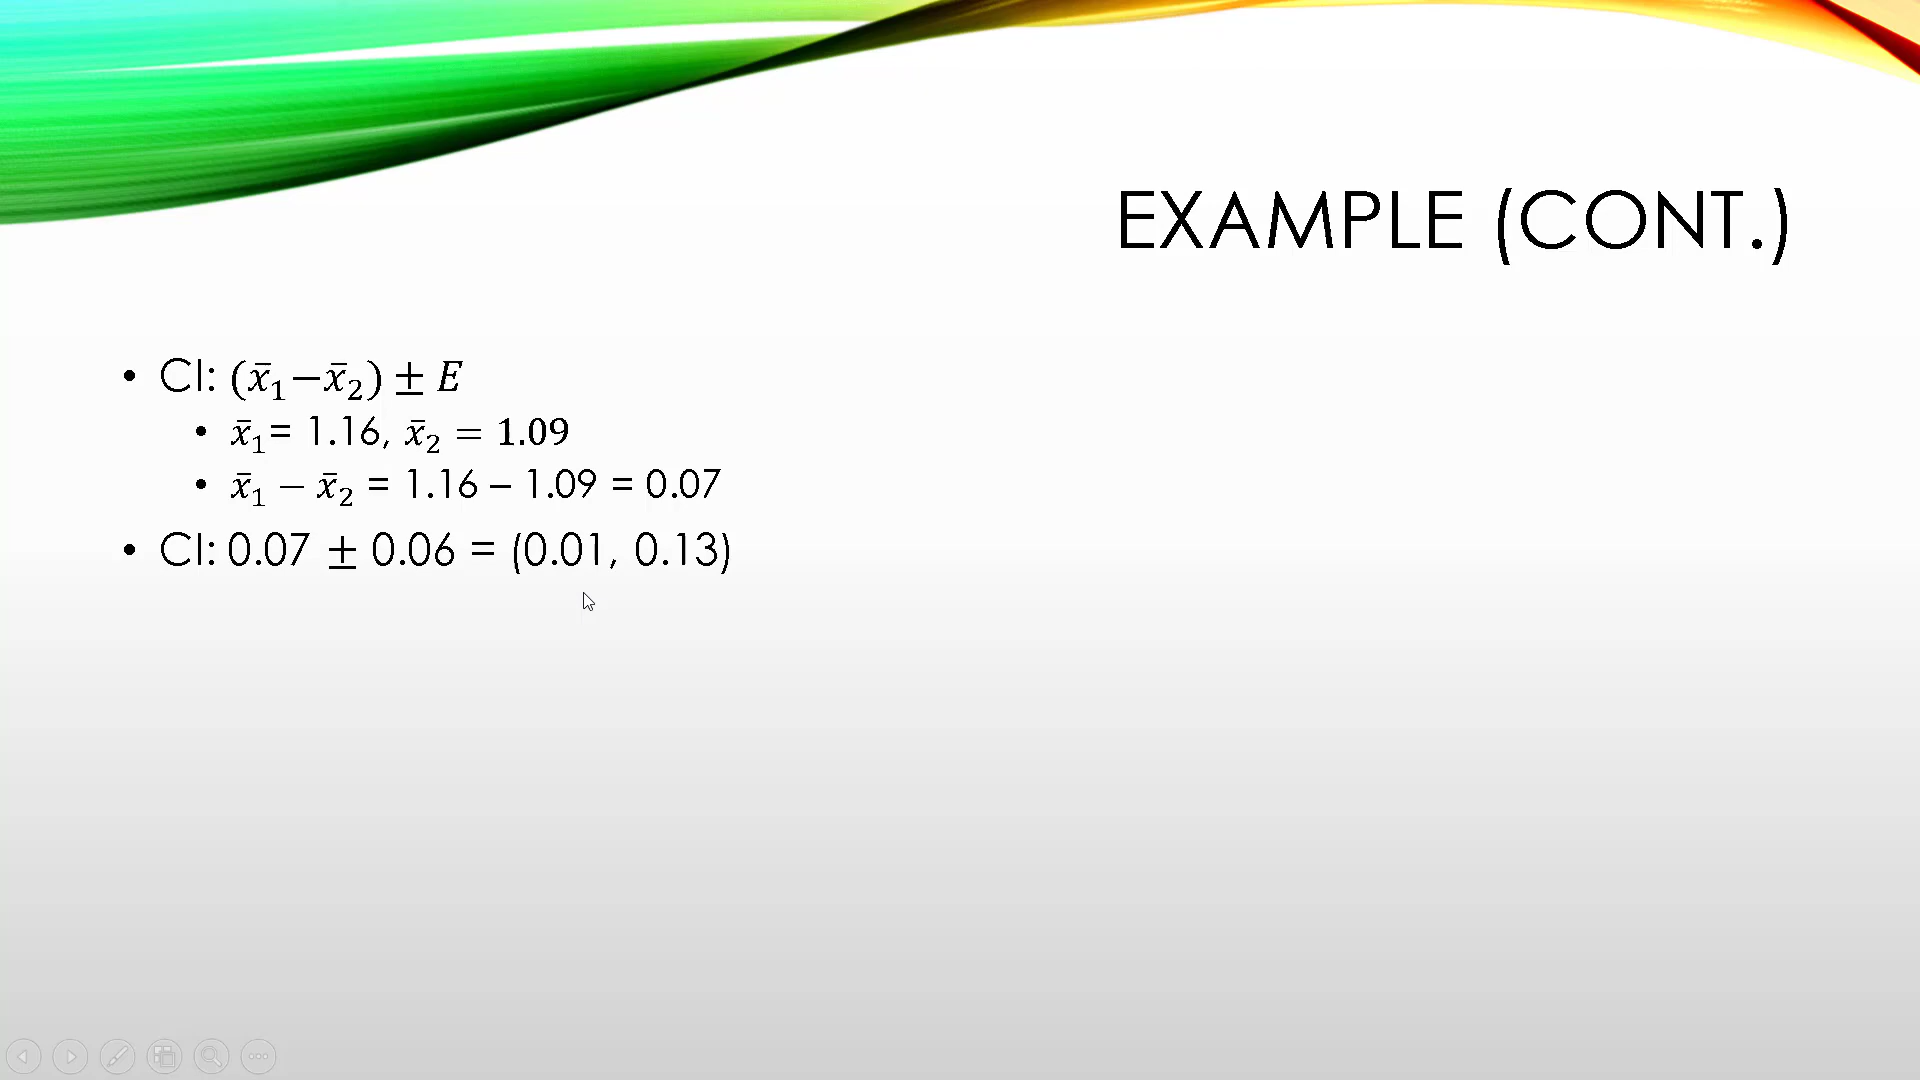 EXAMPLE (CONT.)
• CI: (x̄₁−x̄₂) ± E
• x̄₁= 1.16, x̄₂ = 1.09
• x̄₁ − x̄₂ = 1.16 – 1.09 = 0.07
• CI: 0.07 ± 0.06 = (0.01, 0.13)